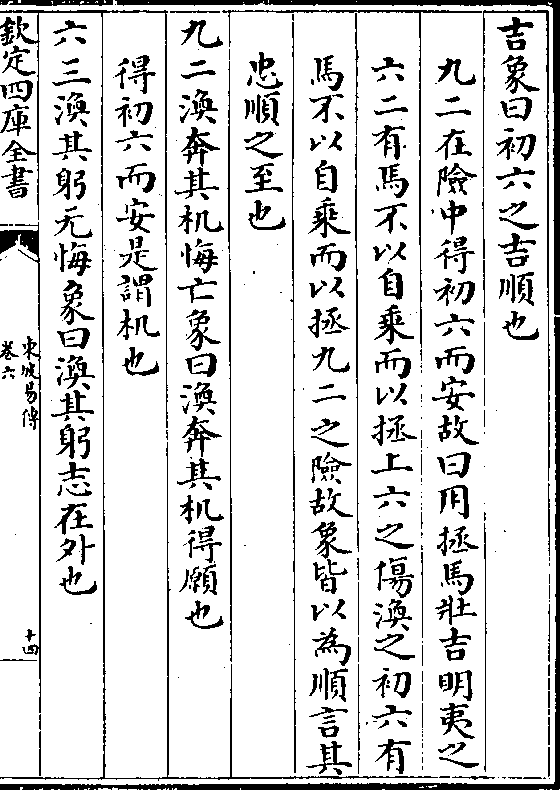 吉象曰初六之吉順也
九二在險中得初六而安故曰用拯馬壯吉明夷之
六二有馬不以自乘而以拯上六之傷渙之初六有
馬不以自乘而以拯九二之險故象皆以為順言其
忠順之至也
九二渙奔其机悔亡象曰渙奔其机得願也
得初六而安是謂机也
六三渙其躬无悔象曰渙其躬志在外也
欽定四庫全書
東坡易傳
卷六
十四